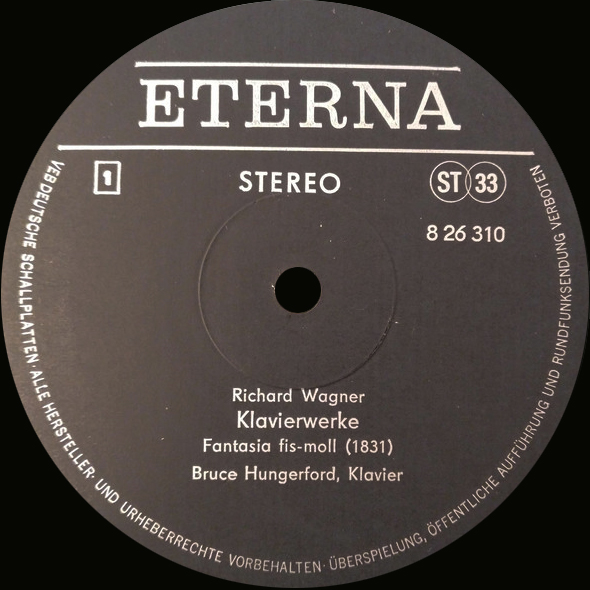 ETERNA
1
STEREO
ST 33
8 26 310
Richard Wagner
Klavierwerke
Fantasia fis-moll (1831)
Bruce Hungerford, Klavier
VEB DEUTSCHE SCHALLPLATTEN · ALLE HERSTELLER- UND URHEBERRECHTE VORBEHALTEN · ÜBERSPIELUNG, ÖFFENTLICHE AUFFÜHRUNG UND RUNDFUNKSENDUNG VERBOTEN